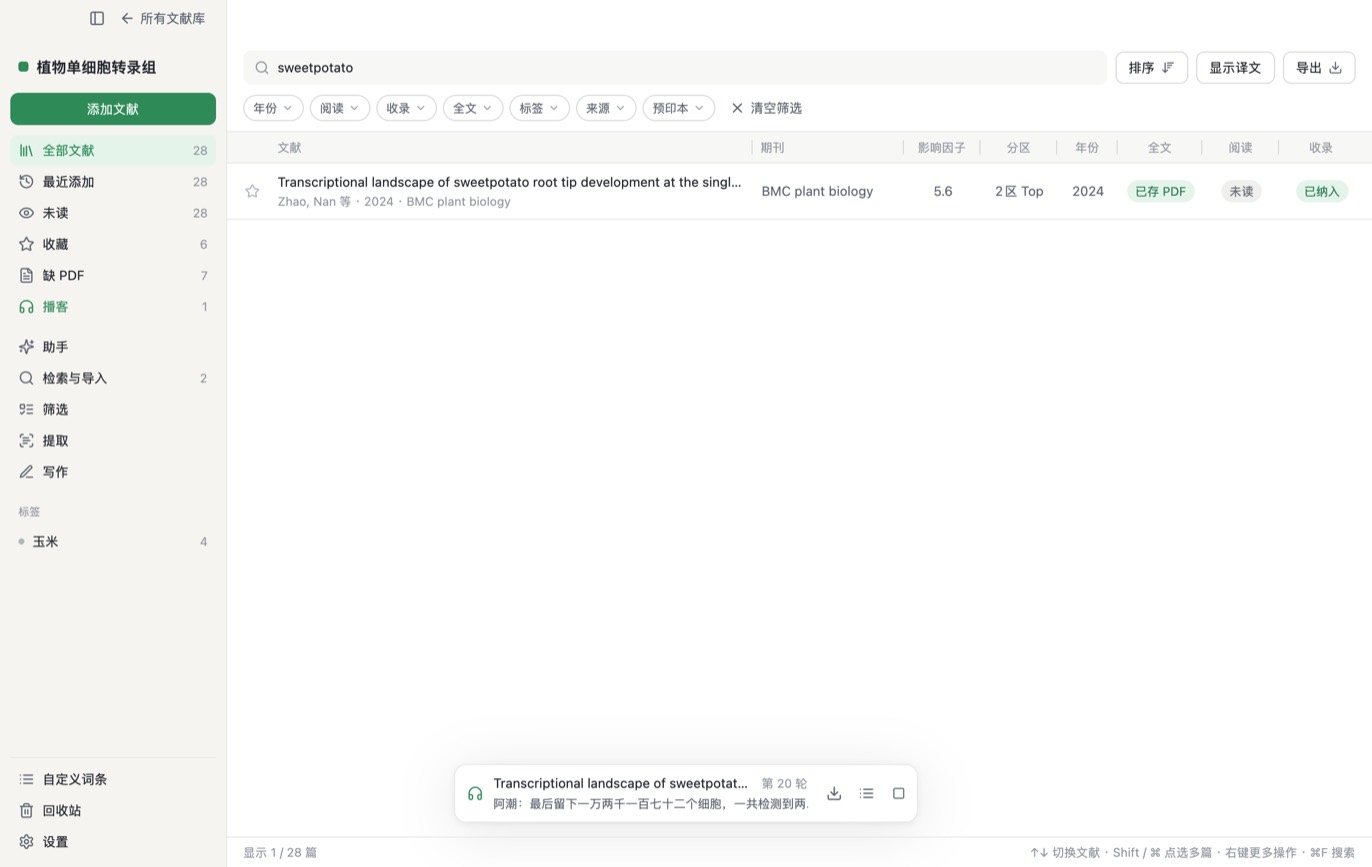 所有文献库
植物单细胞转录组
添加文献
全部文献 28
最近添加 28
未读 28
收藏 6
缺 PDF 7
播客 1
助手
检索与导入 2
筛选
提取
写作
标签
玉米 4
自定义词条
回收站
设置
sweetpotato
排序
显示译文
导出
年份 阅读 收录 全文 标签 来源 预印本 清空筛选
文献 期刊 影响因子 分区 年份 全文 阅读 收录
Transcriptional landscape of sweetpotato root tip development at the singl... BMC plant biology 5.6 2区 Top 2024 已存 PDF 未读 已纳入
Zhao, Nan 等 · 2024 · BMC plant biology
Transcriptional landscape of sweetpotat... 第 20 轮
阿潮：最后留下一万两千一百七十二个细胞，一共检测到两
显示 1 / 28 篇
↑↓ 切换文献 · Shift / ⌘ 点选多篇 · 右键更多操作 · ⌘F 搜索